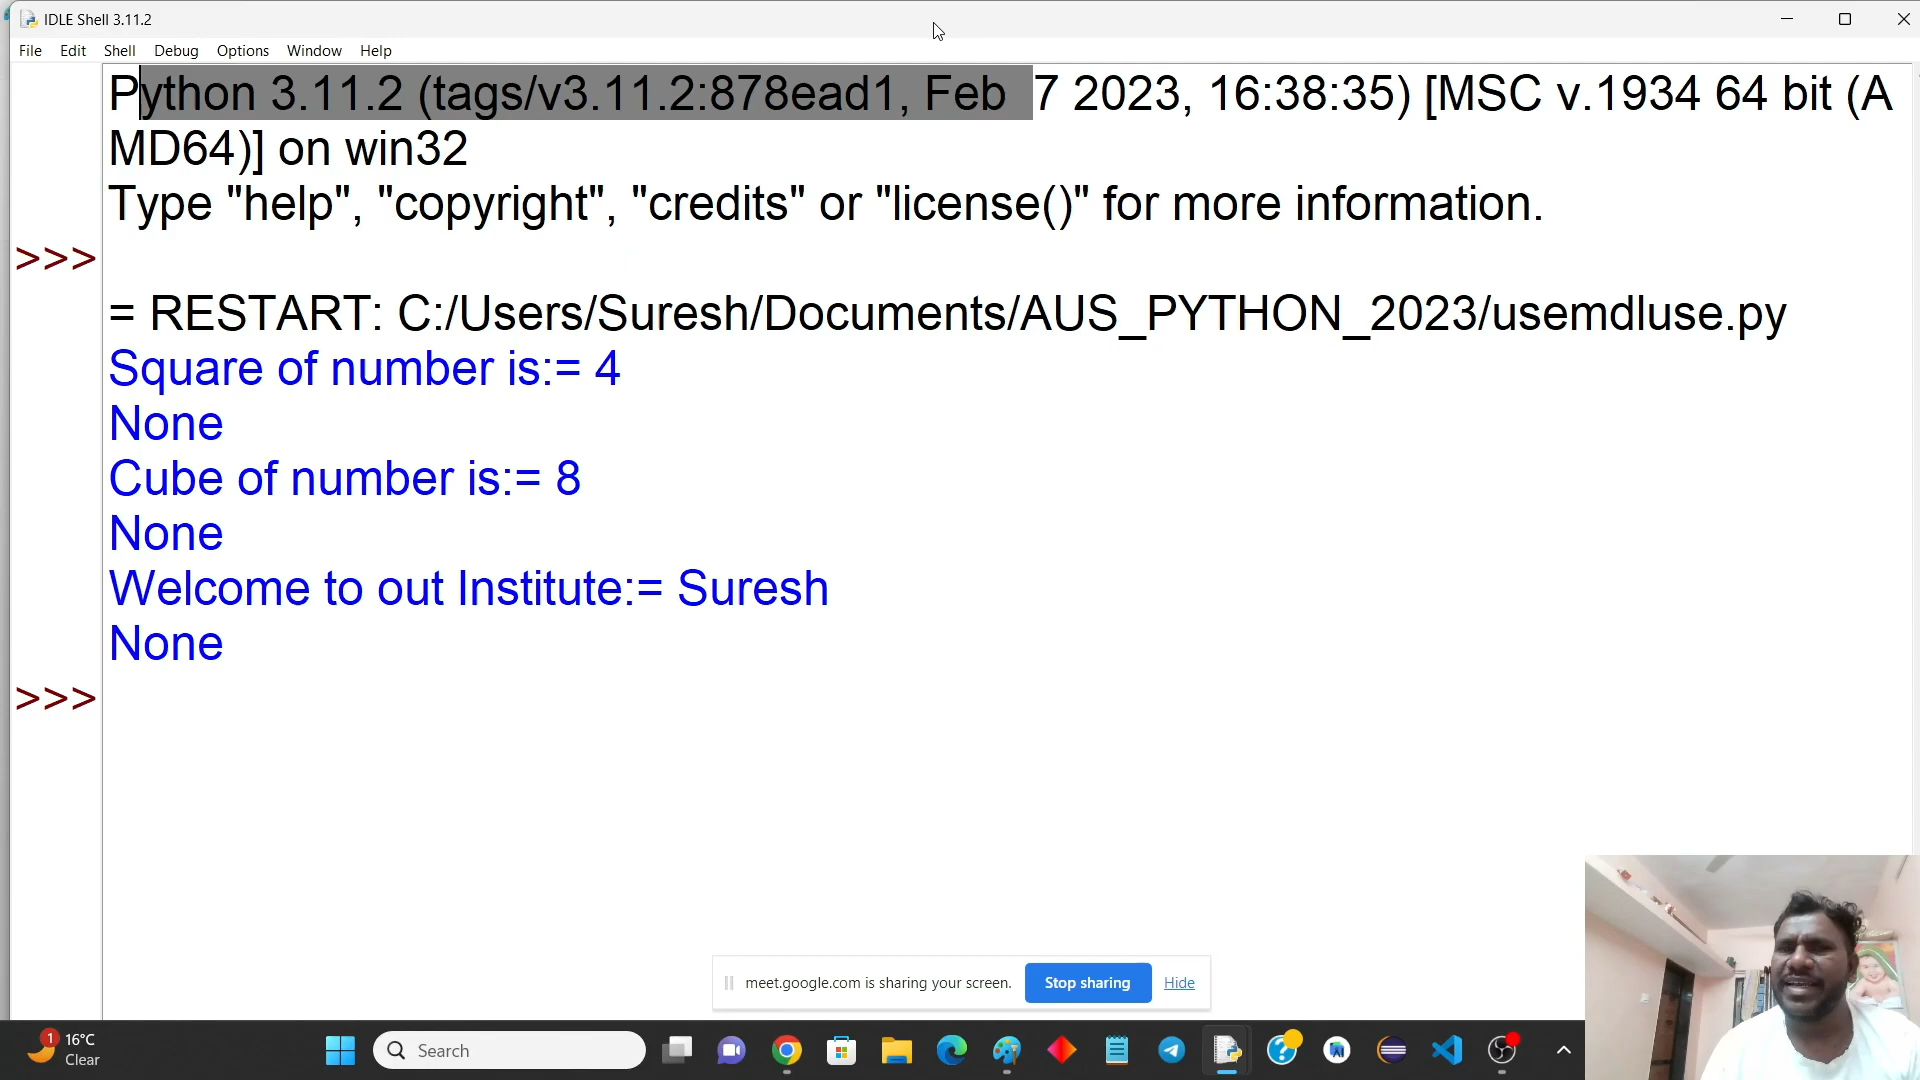 IDLE Shell 3.11.2
File Edit Shell Debug Options Window Help
Python 3.11.2 (tags/v3.11.2:878ead1, Feb  7 2023, 16:38:35) [MSC v.1934 64 bit (A
MD64)] on win32
Type "help", "copyright", "credits" or "license()" for more information.
>>>
= RESTART: C:/Users/Suresh/Documents/AUS_PYTHON_2023/usemdluse.py
Square of number is:= 4
None
Cube of number is:= 8
None
Welcome to out Institute:= Suresh
None
>>>
meet.google.com is sharing your screen. Stop sharing Hide
1 16°C
Clear
Search